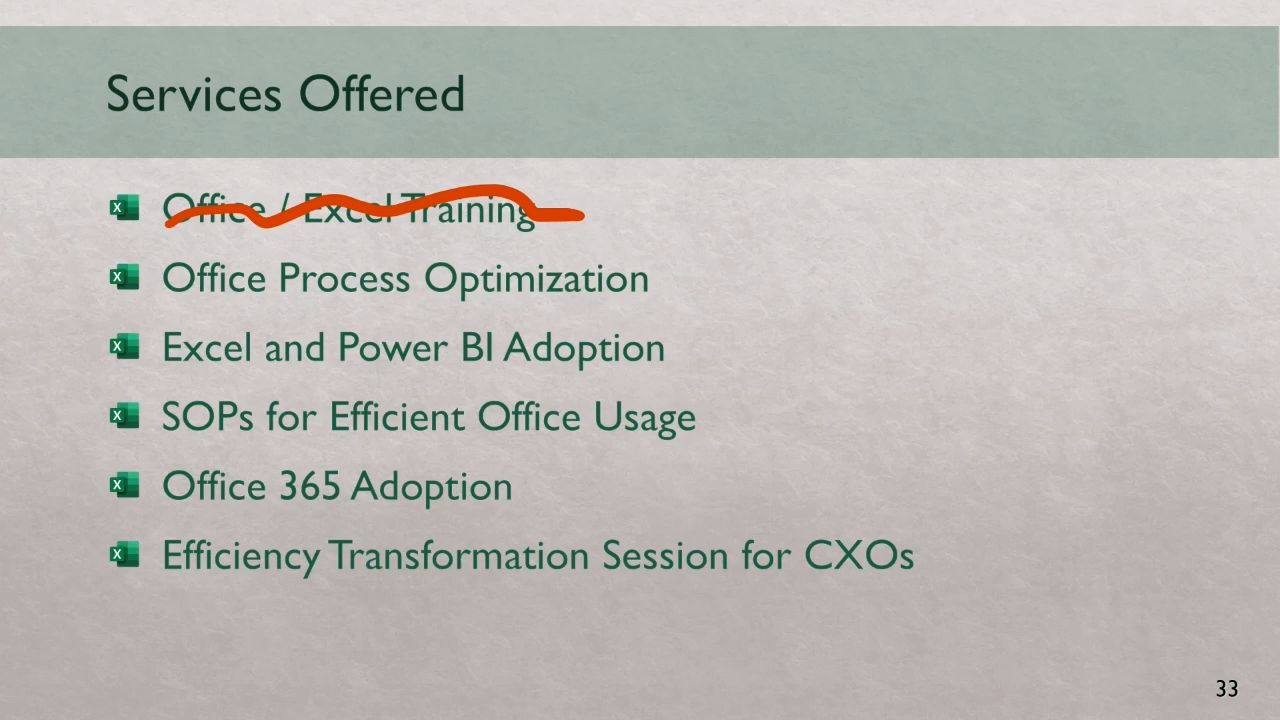 Services Offered
Office / Excel Training
Office Process Optimization
Excel and Power BI Adoption
SOPs for Efficient Office Usage
Office 365 Adoption
Efficiency Transformation Session for CXOs
33